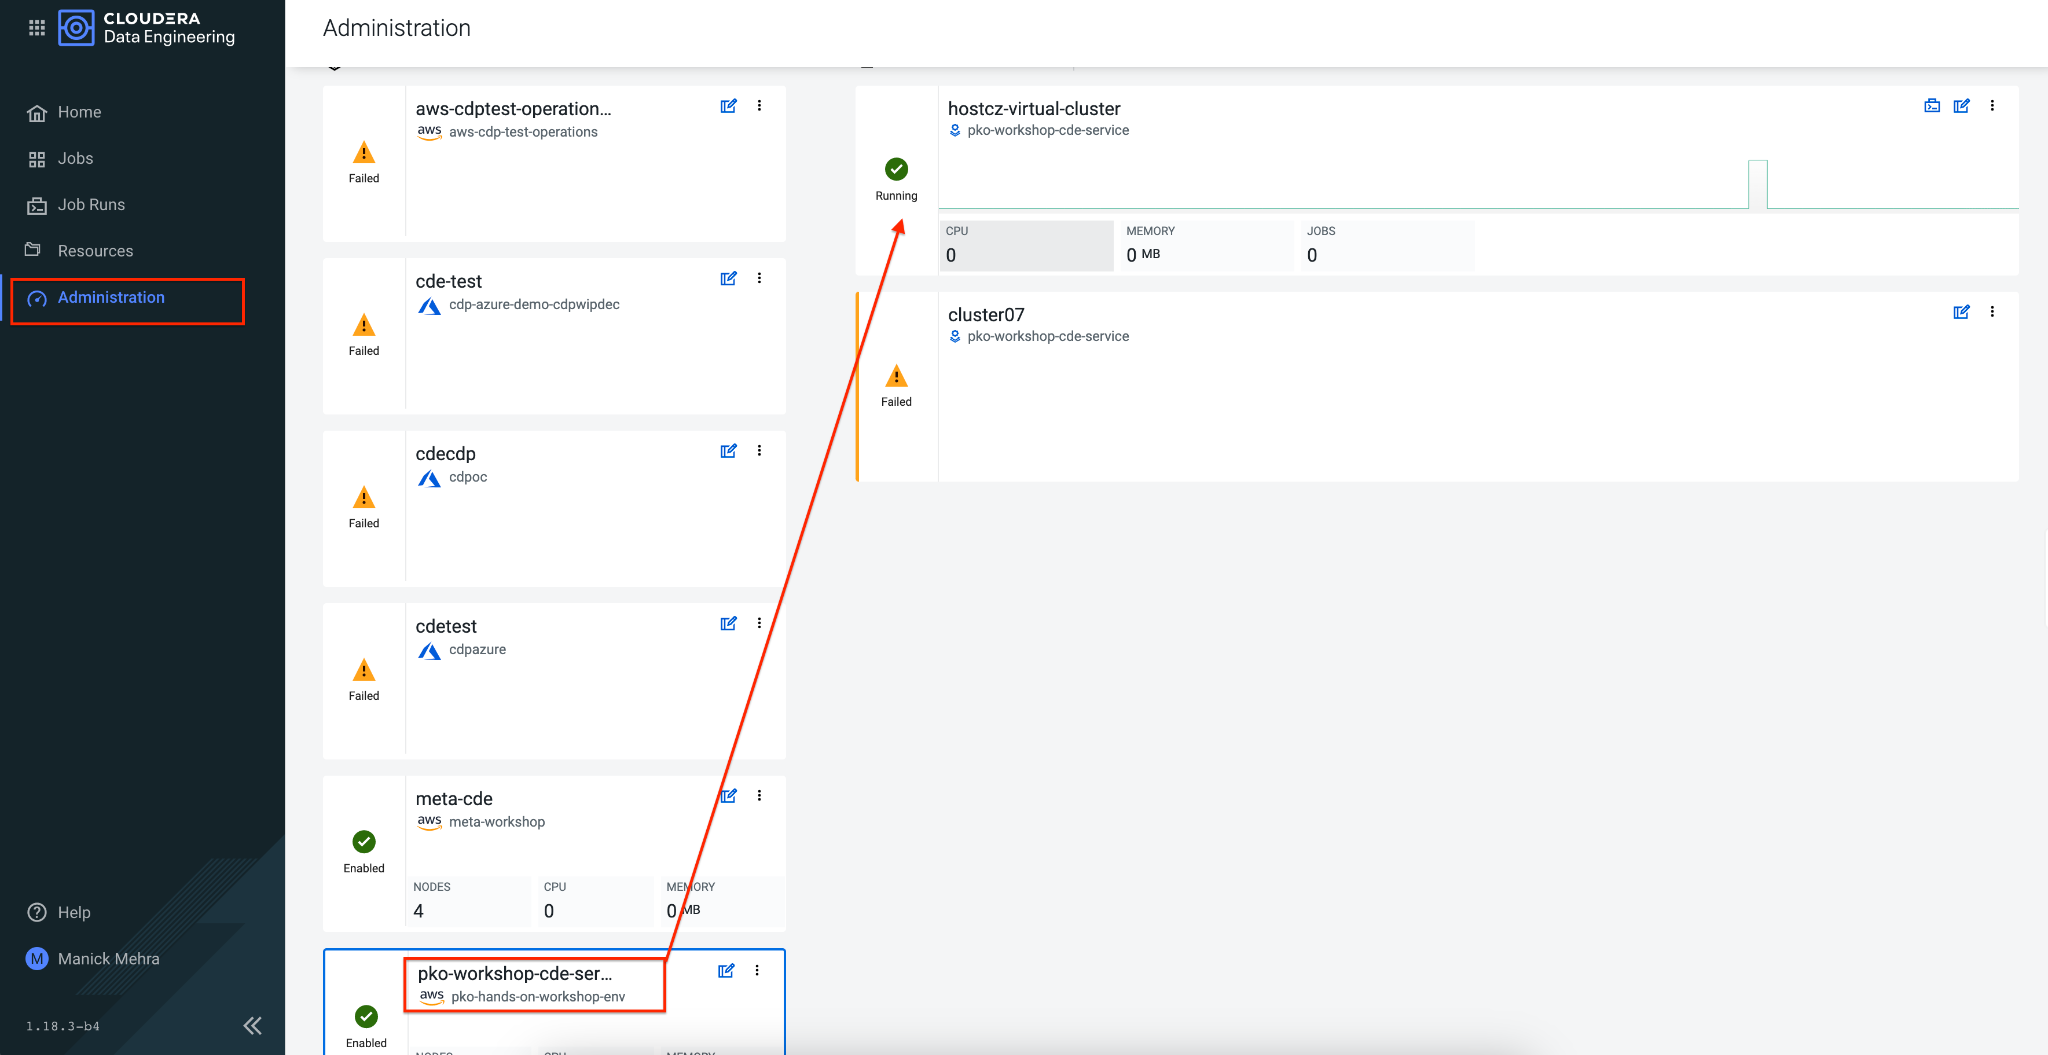 CLOUDERA
Data Engineering
Home
Jobs
Job Runs
Resources
Administration
Help
M
Manick Mehra
1.18.3-b4
Administration
aws-cdptest-operation...
aws aws-cdp-test-operations
Failed
cde-test
cdp-azure-demo-cdpwipdec
Failed
cdecdp
cdpoc
Failed
cdetest
cdpazure
Failed
meta-cde
aws meta-workshop
Enabled
NODES CPU MEMORY
4 0 0 MB
pko-workshop-cde-ser...
aws pko-hands-on-workshop-env
Enabled
NODES CPU MEMORY
hostcz-virtual-cluster
pko-workshop-cde-service
Running
CPU MEMORY JOBS
0 0 MB 0
cluster07
pko-workshop-cde-service
Failed